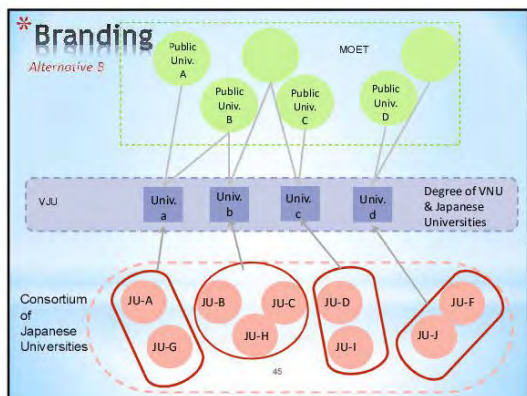 *Branding
Alternative B
MOET
Public
Univ.
A
Public
Univ.
B
Public
Univ.
C
Public
Univ.
D
VJU
Univ.
a
Univ.
b
Univ.
c
Univ.
d
Degree of VNU
& Japanese
Universities
Consortium
of
Japanese
Universities
JU-A
JU-G
JU-B
JU-C
JU-H
JU-D
JU-I
JU-F
JU-J
45